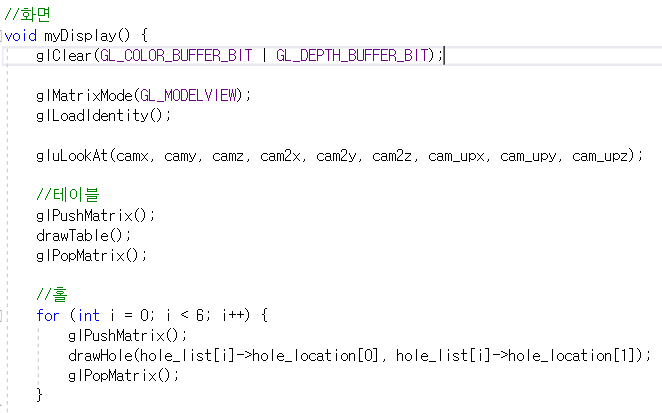 //화면
void myDisplay() {
glClear(GL_COLOR_BUFFER_BIT | GL_DEPTH_BUFFER_BIT);
glMatrixMode(GL_MODELVIEW);
glLoadIdentity();
gluLookAt(camx, camy, camz, cam2x, cam2y, cam2z, cam_upx, cam_upy, cam_upz);
//테이블
glPushMatrix();
drawTable();
glPopMatrix();
//홀
for (int i = 0; i < 6; i++) {
glPushMatrix();
drawHole(hole_list[i]->hole_location[0], hole_list[i]->hole_location[1]);
glPopMatrix();
}